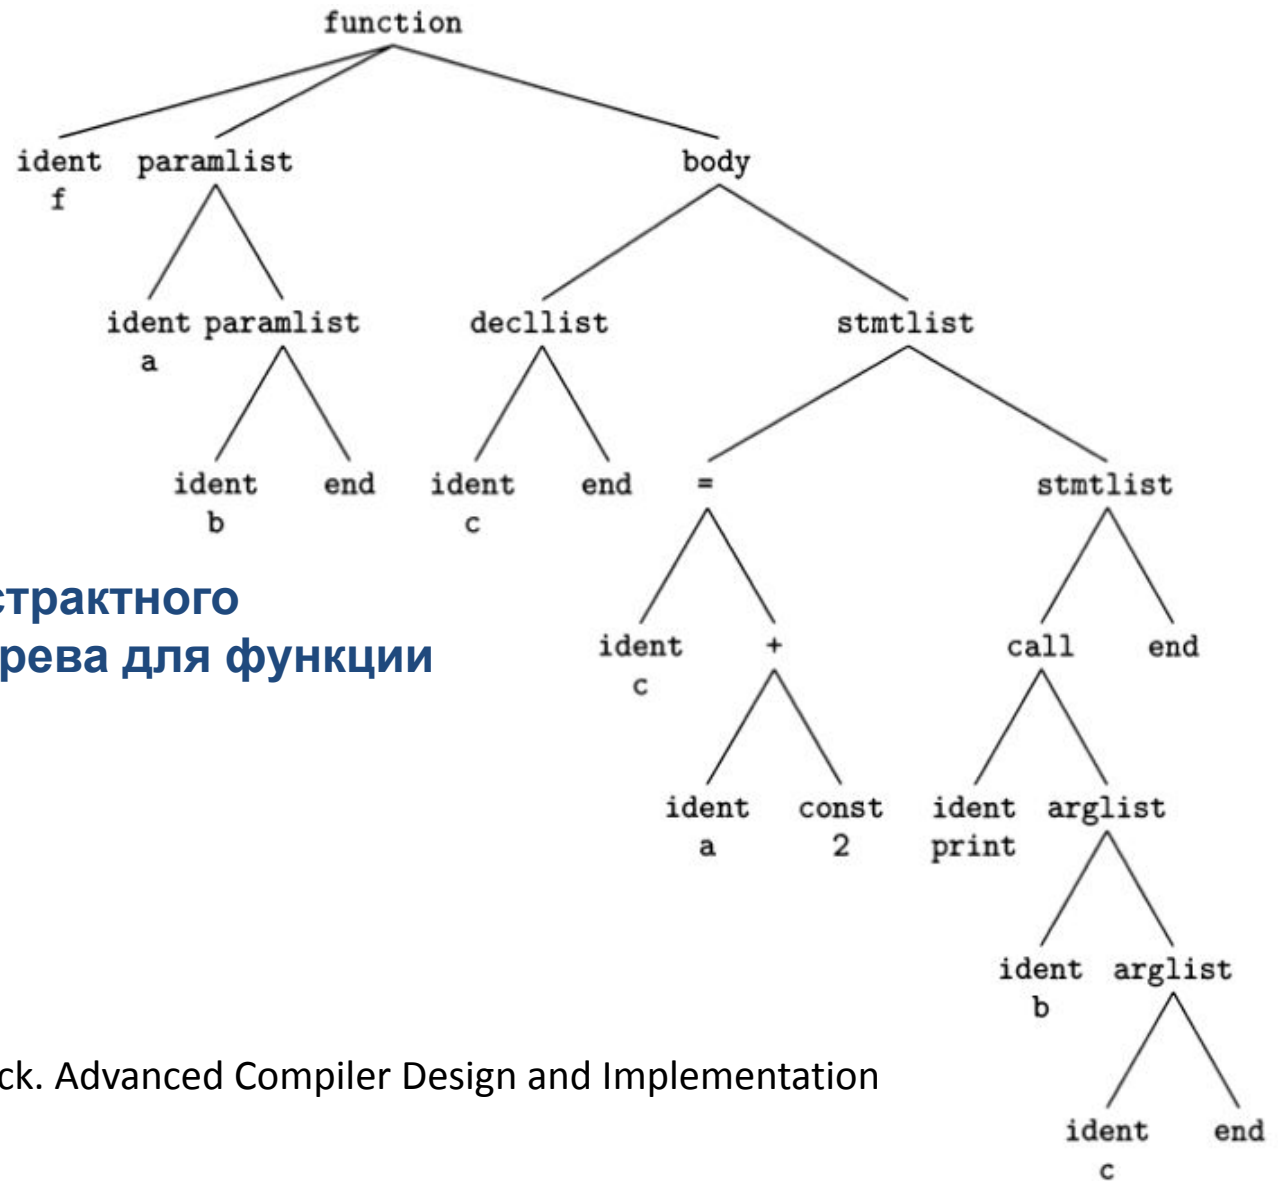 function
ident paramlist body
f
ident paramlist decllist stmtlist
a
ident end ident end = stmtlist
b c
страктного
рева для функции
ident + call end
c
ident const ident arglist
a 2 print
ident arglist
b
ck. Advanced Compiler Design and Implementation
ident end
c